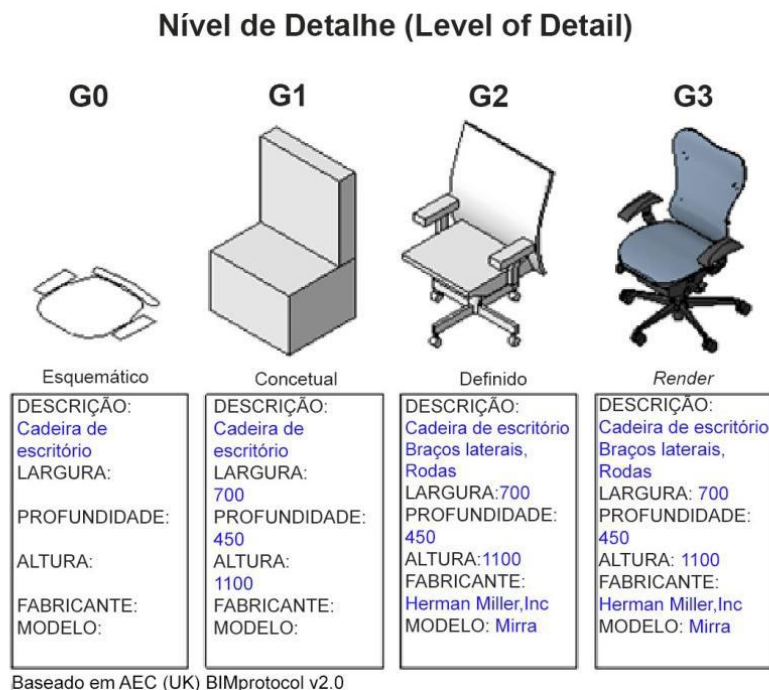 Nível de Detalhe (Level of Detail)
G0
G1
G2
G3
Esquemático
Concetual
Definido
Render
DESCRIÇÃO:
Cadeira de
escritório
LARGURA:
PROFUNDIDADE:
ALTURA:
FABRICANTE:
MODELO:
DESCRIÇÃO:
Cadeira de
escritório
LARGURA:
700
PROFUNDIDADE:
450
ALTURA:
1100
FABRICANTE:
MODELO:
DESCRIÇÃO:
Cadeira de escritório
Braços laterais,
Rodas
LARGURA:700
PROFUNDIDADE:
450
ALTURA:1100
FABRICANTE:
Herman Miller,Inc
MODELO: Mirra
DESCRIÇÃO:
Cadeira de escritório
Braços laterais,
Rodas
LARGURA: 700
PROFUNDIDADE:
450
ALTURA: 1100
FABRICANTE:
Herman Miller,Inc
MODELO: Mirra
Baseado em AEC (UK) BIMprotocol v2.0